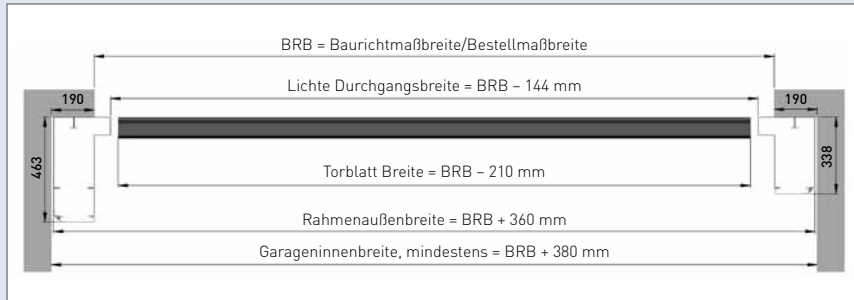 BRB = Baurichtmaßbreite/Bestellmaßbreite
Lichte Durchgangsbreite = BRB – 144 mm
190
190
463
338
Torblatt Breite = BRB – 210 mm
Rahmenaußenbreite = BRB + 360 mm
Garageninnenbreite, mindestens = BRB + 380 mm